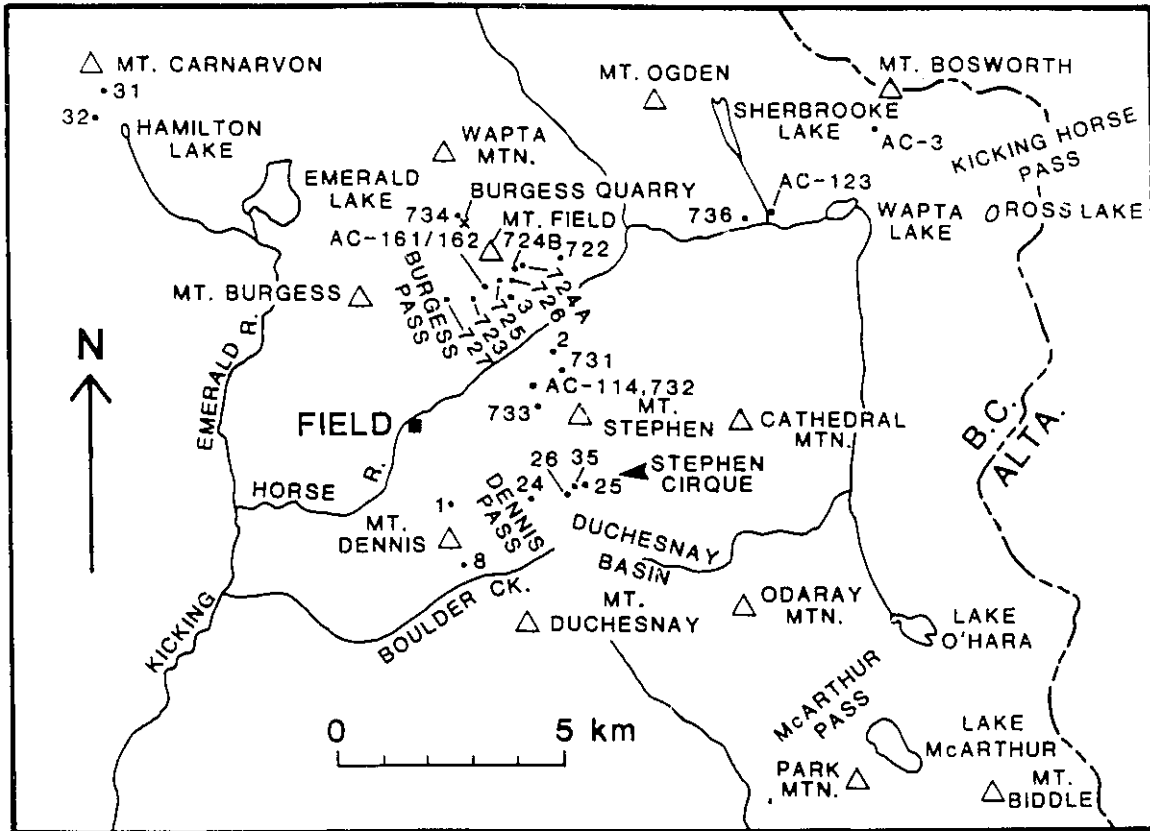 MT. CARNARVON
31
32
HAMILTON
LAKE
MT. OGDEN
MT. BOSWORTH
SHERBROOKE
LAKE
AC-3
KICKING HORSE
PASS
WAPTA
MTN.
EMERALD
LAKE
BURGESS QUARRY
734
MT. FIELD
AC-161/162
724B
722
AC-123
736
WAPTA
LAKE
ROSS LAKE
MT. BURGESS
BURGESS
PASS
724A
3
726
725
723
727
N
EMERALD R.
2
731
AC-114,732
733
MT.
STEPHEN
CATHEDRAL
MTN.
B.C.
ALTA.
FIELD
HORSE R.
26
35
24
25
STEPHEN
CIRQUE
1
MT.
DENNIS
DENNIS
PASS
8
DUCHESNAY
BASIN
KICKING
BOULDER CK.
MT.
DUCHESNAY
ODARAY
MTN.
LAKE
O'HARA
McARTHUR
PASS
LAKE
McARTHUR
0 5 km
PARK
MTN.
MT.
BIDDLE